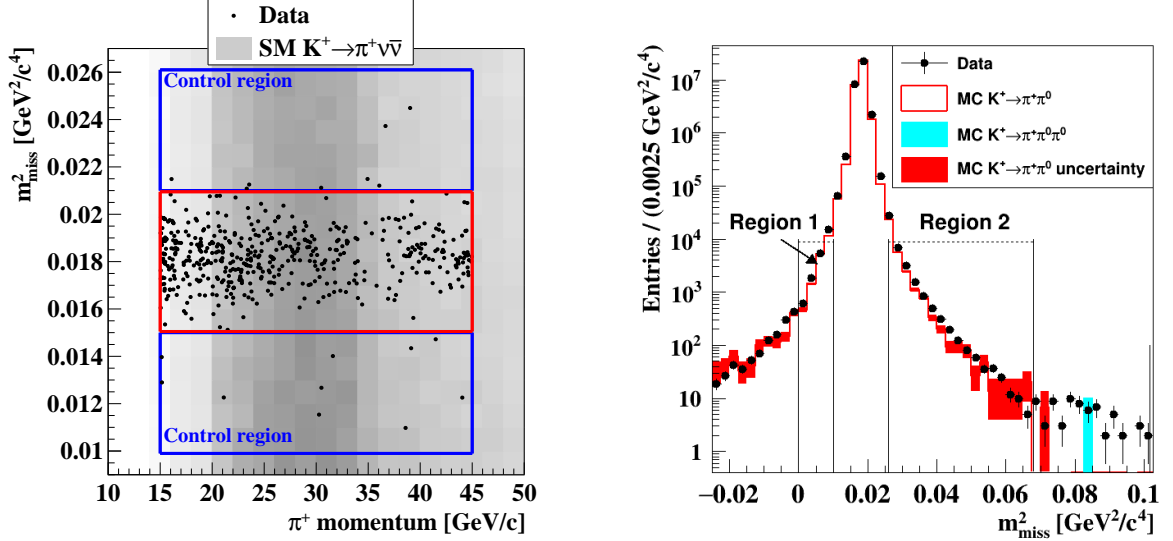 Data
SM K⁺→π⁺νν̄
m²miss [GeV²/c⁴]
0.026
0.024
0.022
0.02
0.018
0.016
0.014
0.012
0.01
Control region
Control region
10 15 20 25 30 35 40 45 50
π⁺ momentum [GeV/c]
Data
MC K⁺→π⁺π⁰
MC K⁺→π⁺π⁰π⁰
MC K⁺→π⁺π⁰ uncertainty
Entries / (0.0025 GeV²/c⁴)
10⁷
10⁶
10⁵
10⁴
10³
10²
10
1
Region 1
Region 2
−0.02 0 0.02 0.04 0.06 0.08 0.1
m²miss [GeV²/c⁴]